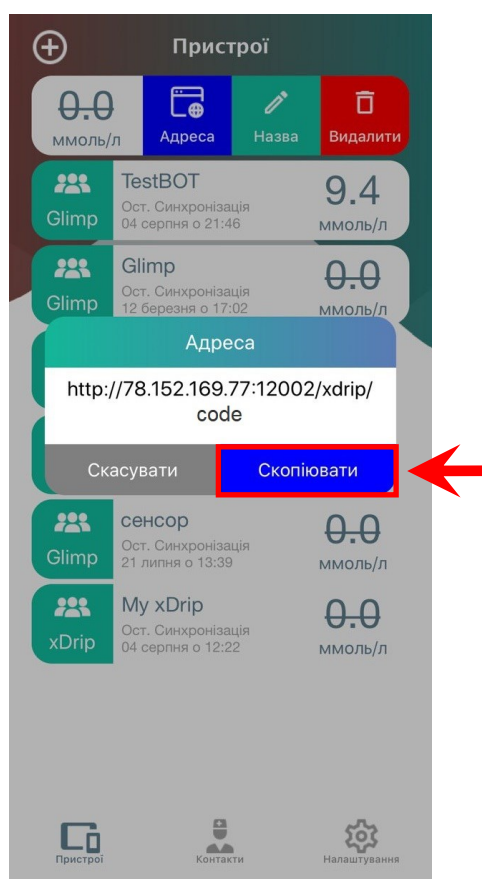 Пристрої
0.0
ммоль/л
Адреса
Назва
Видалити
Glimp
TestBOT
Ост. Синхронізація
04 серпня о 21:46
9.4
ммоль/л
Glimp
Glimp
Ост. Синхронізація
12 березня о 17:02
0.0
ммоль/л
Адреса
http://78.152.169.77:12002/xdrip/
code
Скасувати
Скопіювати
Glimp
сенсор
Ост. Синхронізація
21 липня о 13:39
0.0
ммоль/л
xDrip
My xDrip
Ост. Синхронізація
04 серпня о 12:22
0.0
ммоль/л
Пристрої
Контакти
Налаштування